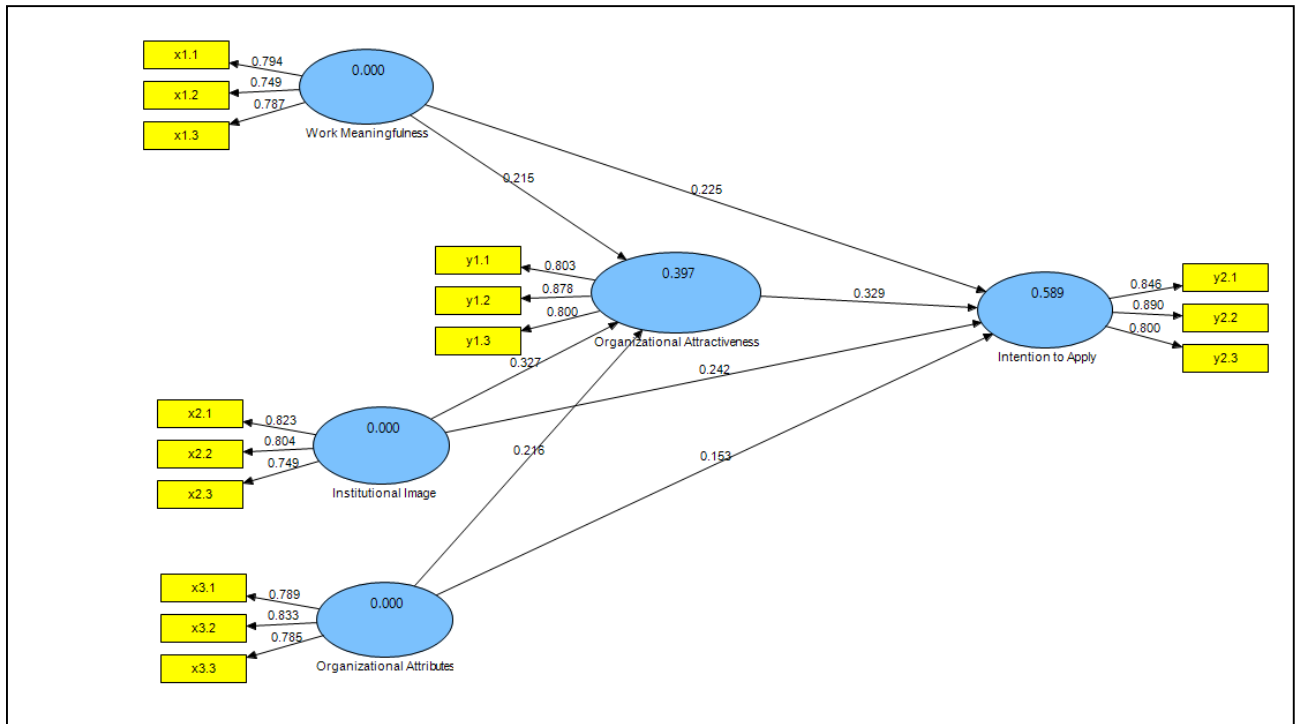 x1.1
0.794
0.000
x1.2
0.749
x1.3
0.787
Work Meaningfulness
0.215
0.225
y1.1
0.803
0.397
y1.2
0.878
y1.3
0.800
Organizational Attractiveness
0.329
0.589
0.846
y2.1
0.890
y2.2
0.800
y2.3
Intention to Apply
0.327
0.242
x2.1
0.823
0.000
x2.2
0.804
x2.3
0.749
Institutional Image
0.216
0.153
x3.1
0.789
0.000
x3.2
0.833
x3.3
0.785
Organizational Attributes